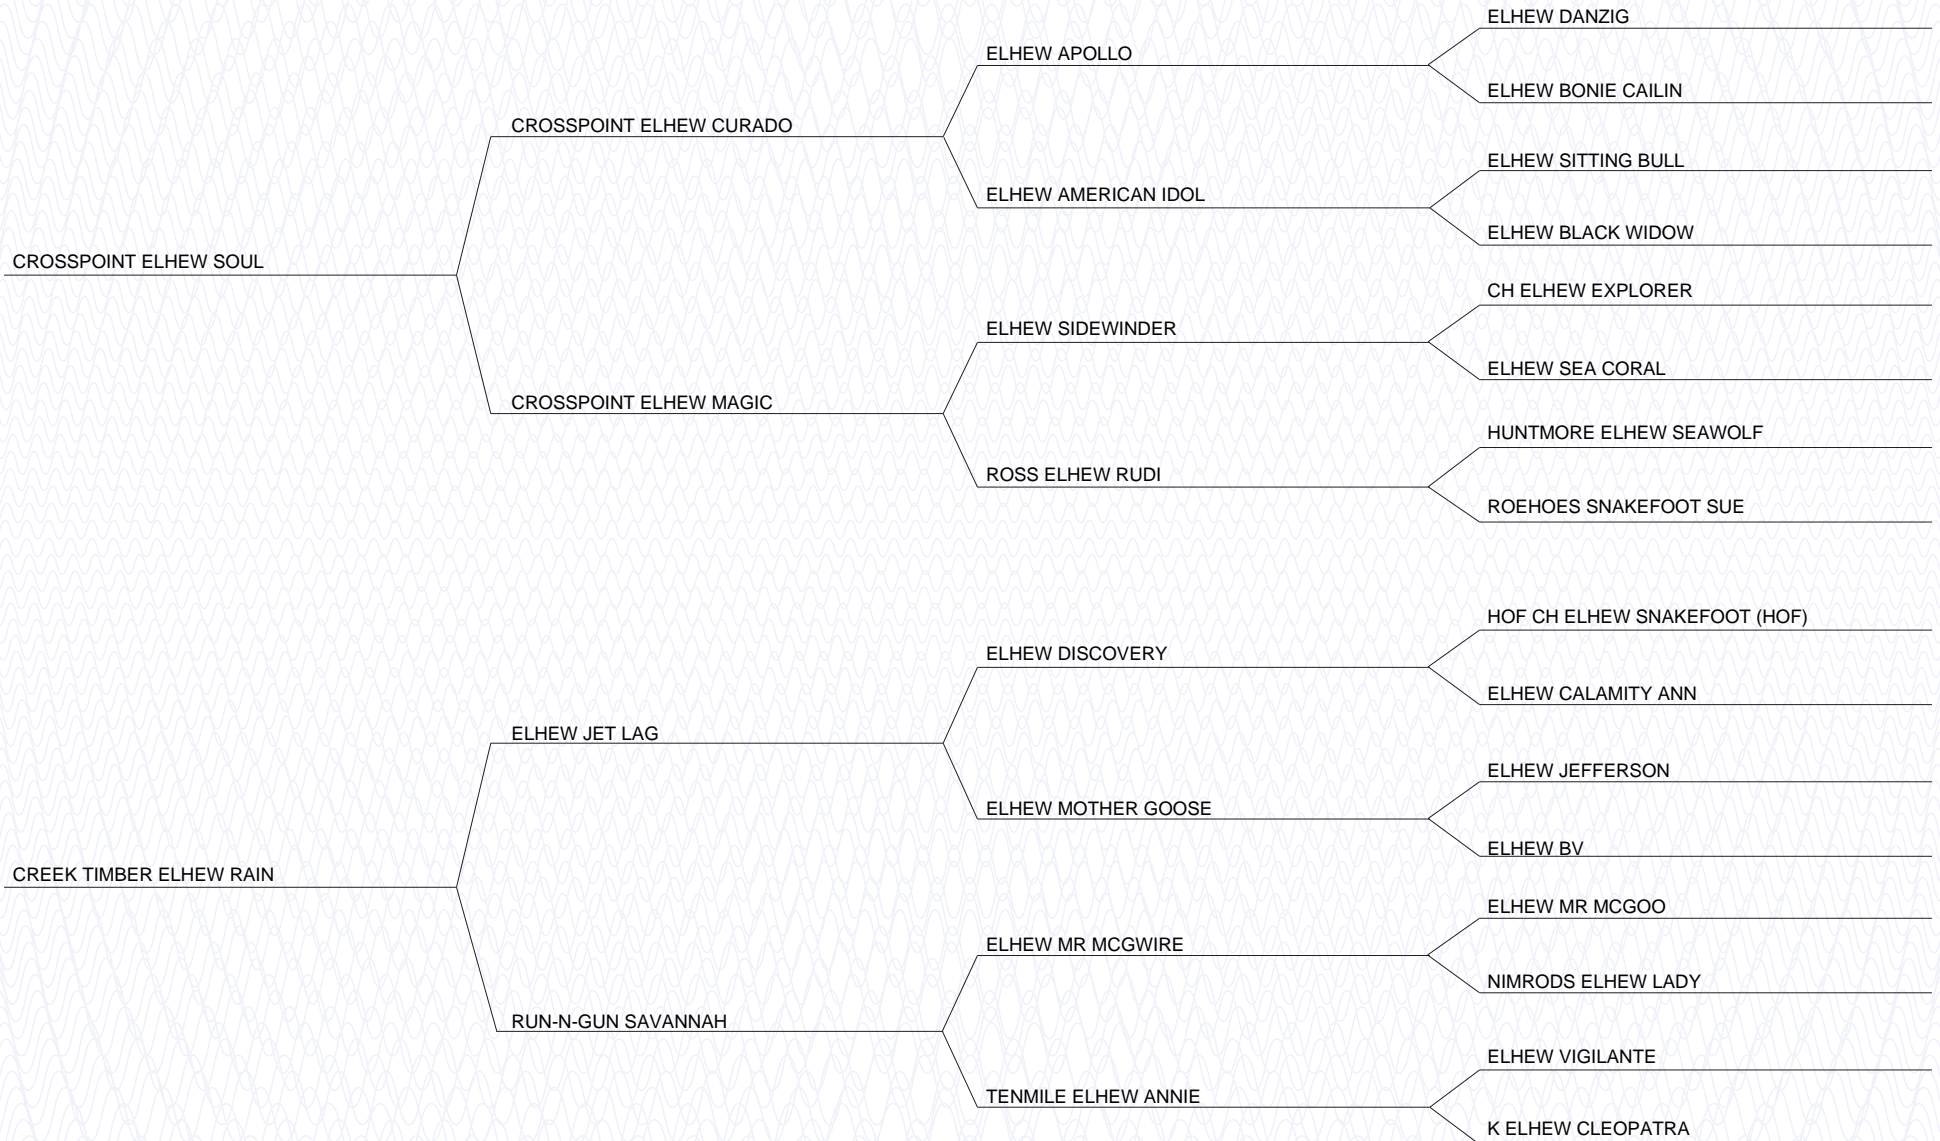 ELHEW DANZIG
ELHEW APOLLO
ELHEW BONIE CAILIN
CROSSPOINT ELHEW CURADO
ELHEW SITTING BULL
ELHEW AMERICAN IDOL
ELHEW BLACK WIDOW
CROSSPOINT ELHEW SOUL
CH ELHEW EXPLORER
ELHEW SIDEWINDER
ELHEW SEA CORAL
CROSSPOINT ELHEW MAGIC
HUNTMORE ELHEW SEAWOLF
ROSS ELHEW RUDI
ROEHOES SNAKEFOOT SUE
HOF CH ELHEW SNAKEFOOT (HOF)
ELHEW DISCOVERY
ELHEW CALAMITY ANN
ELHEW JET LAG
ELHEW JEFFERSON
ELHEW MOTHER GOOSE
ELHEW BV
CREEK TIMBER ELHEW RAIN
ELHEW MR MCGOO
ELHEW MR MCGWIRE
NIMRODS ELHEW LADY
RUN-N-GUN SAVANNAH
ELHEW VIGILANTE
TENMILE ELHEW ANNIE
K ELHEW CLEOPATRA